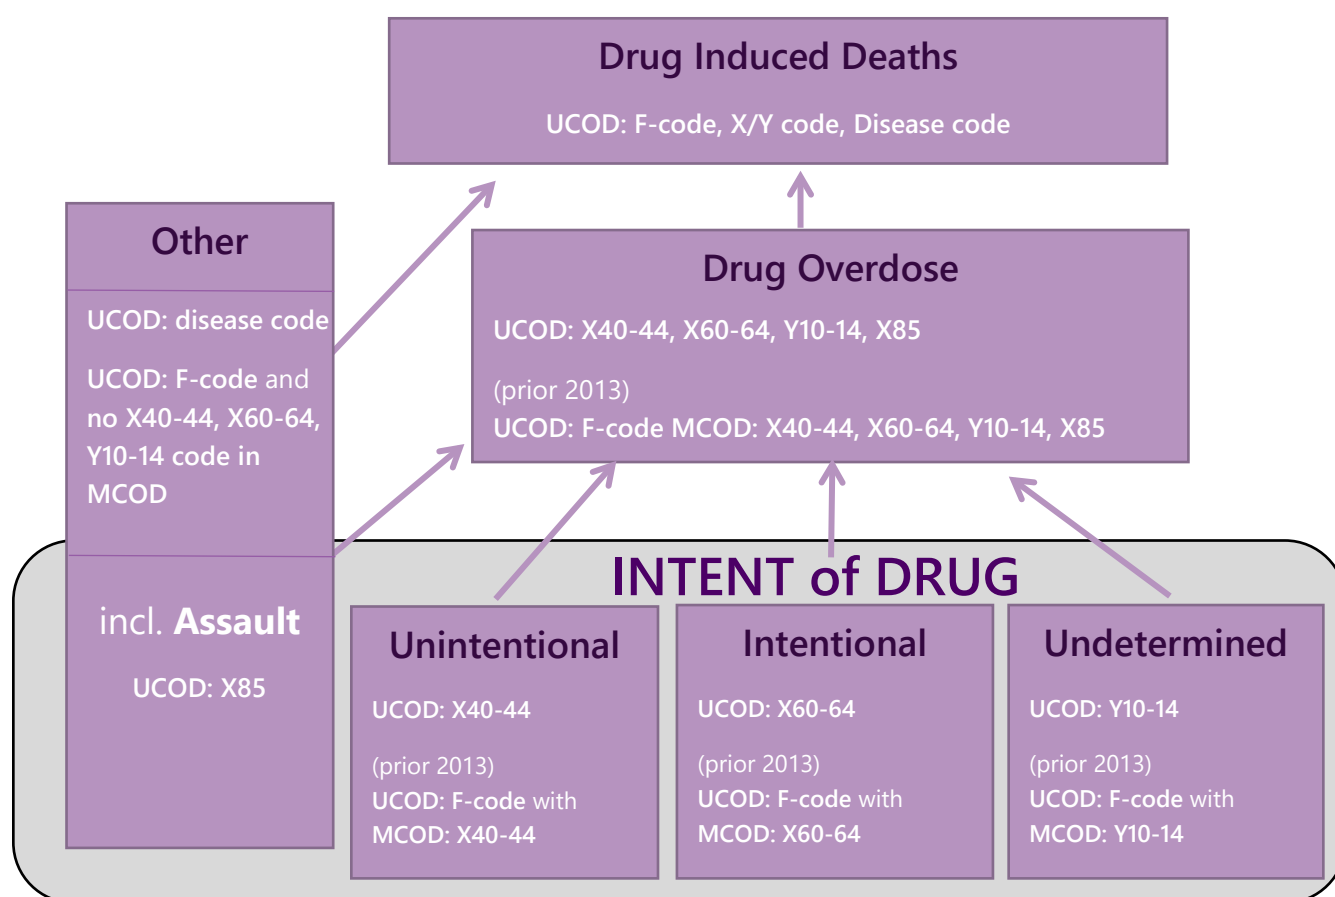 Drug Induced Deaths
UCOD: F-code, X/Y code, Disease code
Other
UCOD: disease code
UCOD: F-code and
no X40-44, X60-64,
Y10-14 code in
MCOD
incl. Assault
UCOD: X85
Drug Overdose
UCOD: X40-44, X60-64, Y10-14, X85
(prior 2013)
UCOD: F-code MCOD: X40-44, X60-64, Y10-14, X85
INTENT of DRUG
Unintentional
UCOD: X40-44
(prior 2013)
UCOD: F-code with
MCOD: X40-44
Intentional
UCOD: X60-64
(prior 2013)
UCOD: F-code with
MCOD: X60-64
Undetermined
UCOD: Y10-14
(prior 2013)
UCOD: F-code with
MCOD: Y10-14